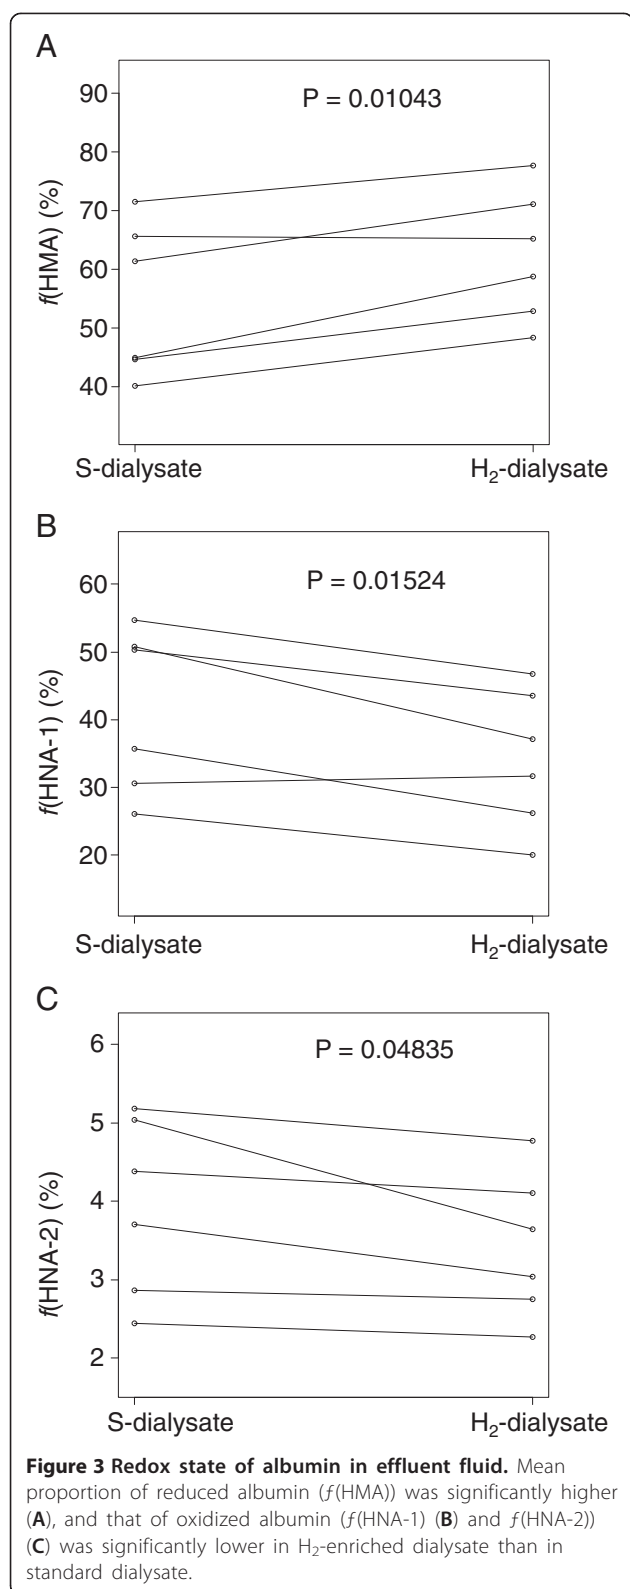 A
P = 0.01043
90
80
70
60
50
40
f(HMA) (%)
S-dialysate H₂-dialysate
B
P = 0.01524
60
50
40
30
20
f(HNA-1) (%)
S-dialysate H₂-dialysate
C
P = 0.04835
6
5
4
3
2
f(HNA-2) (%)
S-dialysate H₂-dialysate
Figure 3 Redox state of albumin in effluent fluid. Mean
proportion of reduced albumin (f(HMA)) was significantly higher
(A), and that of oxidized albumin (f(HNA-1) (B) and f(HNA-2))
(C) was significantly lower in H₂-enriched dialysate than in
standard dialysate.